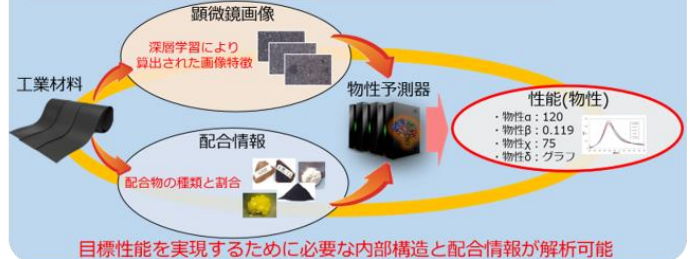 顕微鏡画像
深層学習により
算出された画像特徴
工業材料
物性予測器
性能(物性)
・物性α：120
・物性β：0.119
・物性χ：75
・物性δ：グラフ
配合情報
配合物の種類と割合
目標性能を実現するために必要な内部構造と配合情報が解析可能